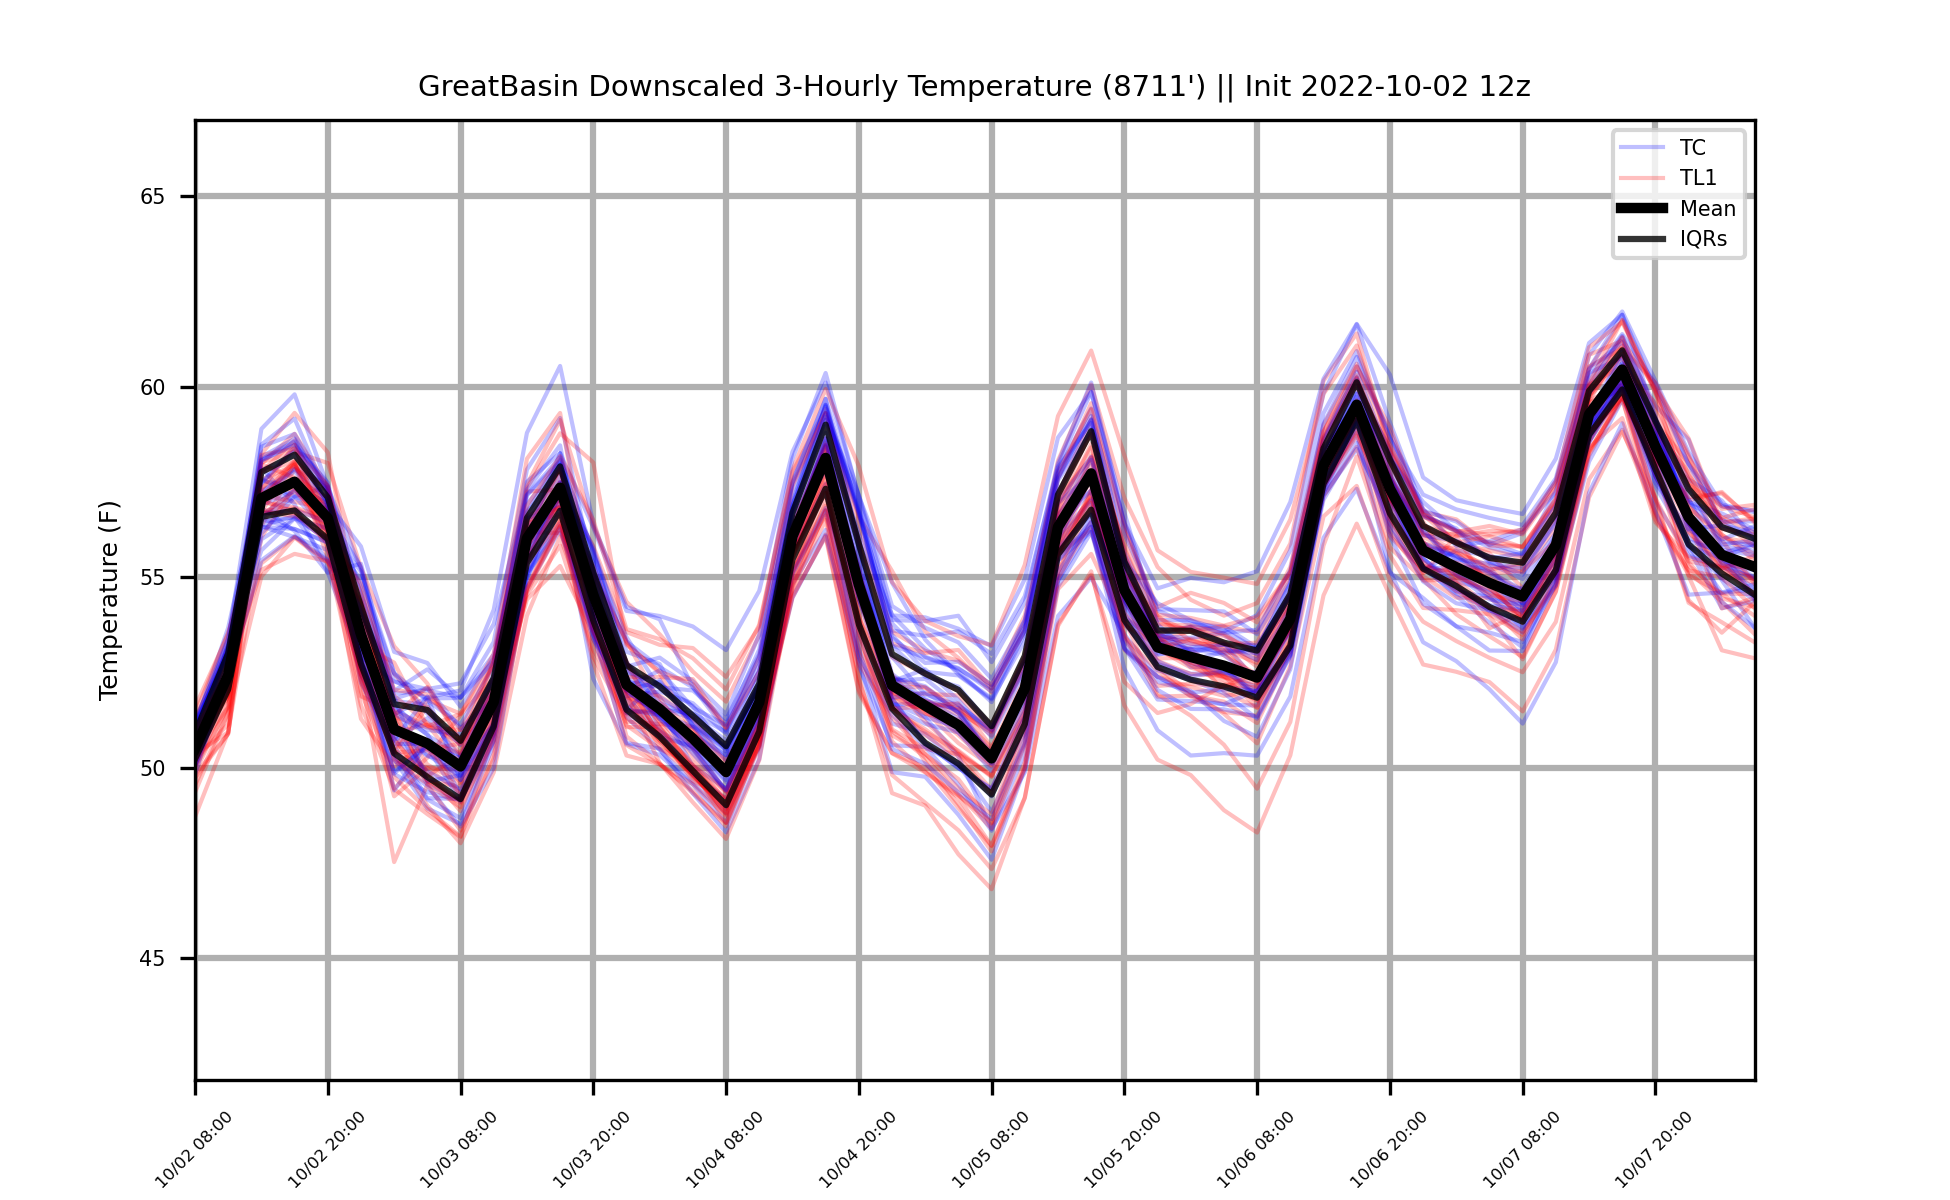 GreatBasin Downscaled 3-Hourly Temperature (8711') || Init 2022-10-02 12z
TC
TL1
Mean
IQRs
Temperature (F)
65
60
55
50
45
10/02 08:00
10/02 20:00
10/03 08:00
10/03 20:00
10/04 08:00
10/04 20:00
10/05 08:00
10/05 20:00
10/06 08:00
10/06 20:00
10/07 08:00
10/07 20:00